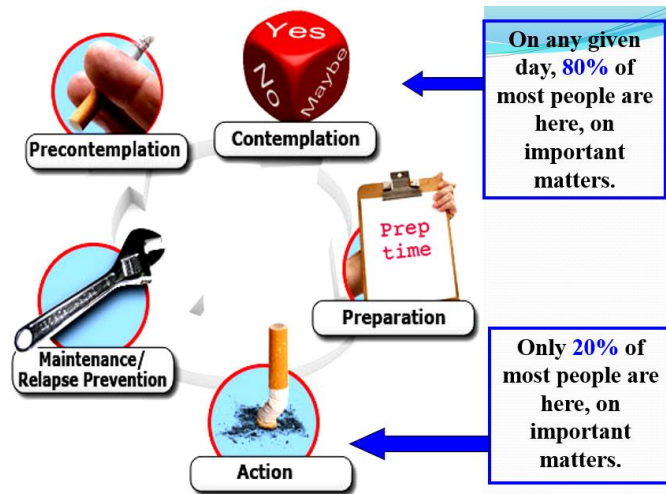 Yes
No
Maybe
Contemplation
Precontemplation
On any given
day, 80% of
most people are
here, on
important
matters.
Prep
time
Preparation
Maintenance/
Relapse Prevention
Action
Only 20% of
most people are
here, on
important
matters.